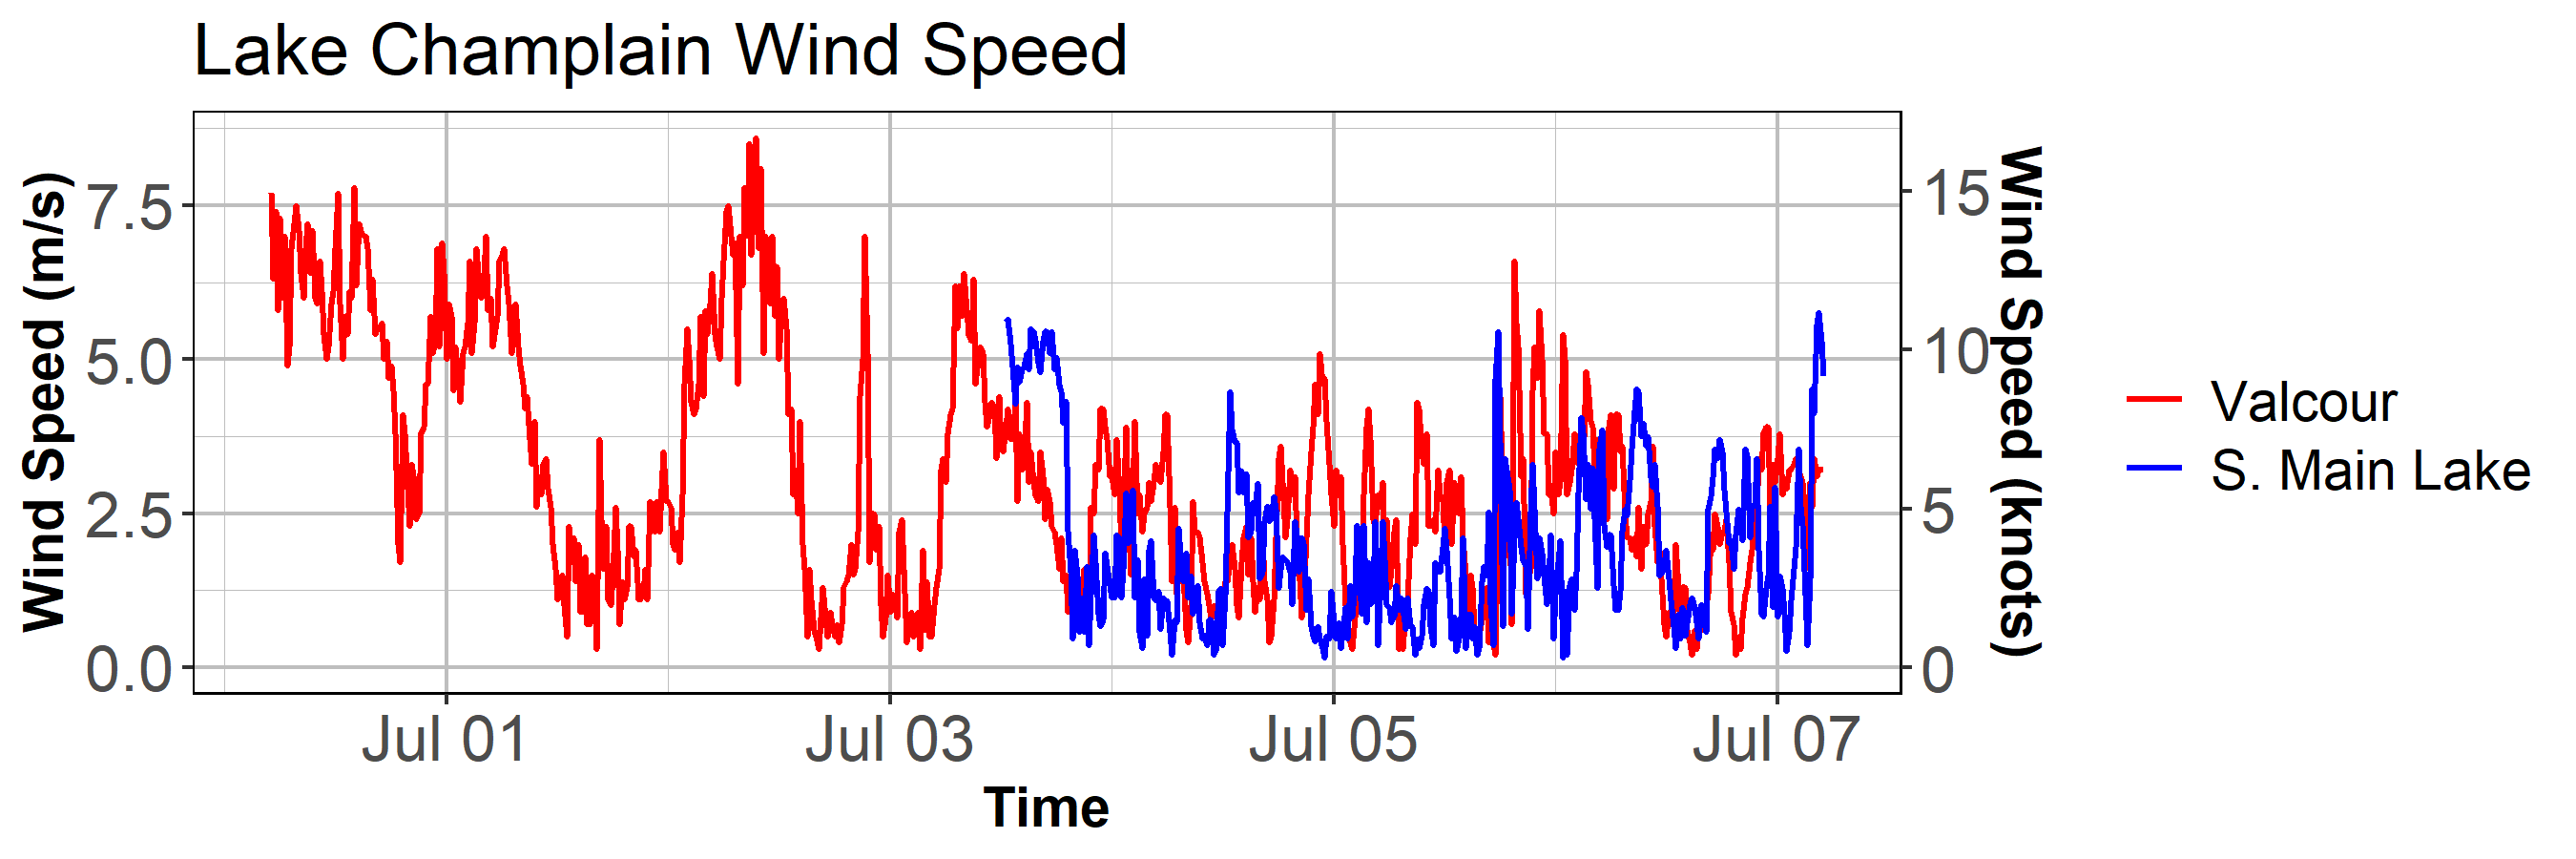 Lake Champlain Wind Speed
Wind Speed (m/s)
7.5
5.0
2.5
0.0
15
10
5
0
Wind Speed (knots)
Jul 01
Jul 03
Jul 05
Jul 07
Time
Valcour
S. Main Lake